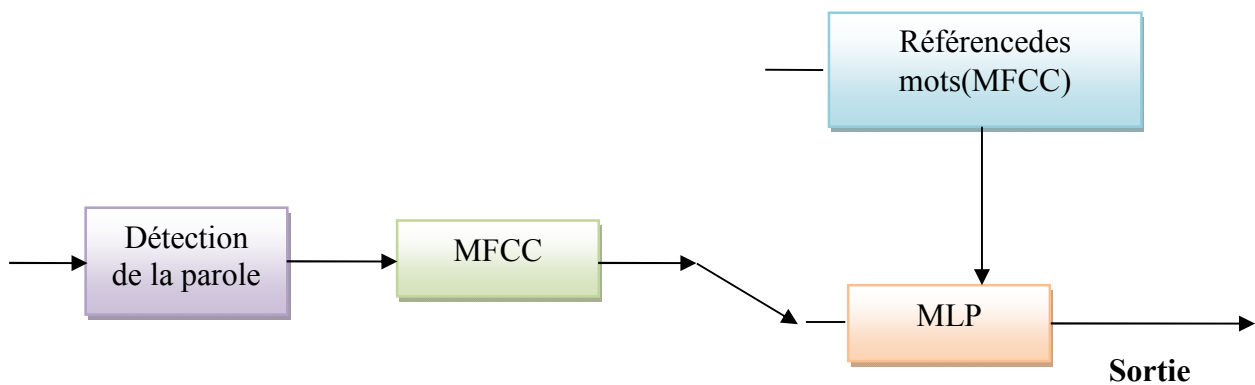 Référencedes
mots(MFCC)
Détection
de la parole
MFCC
MLP
Sortie